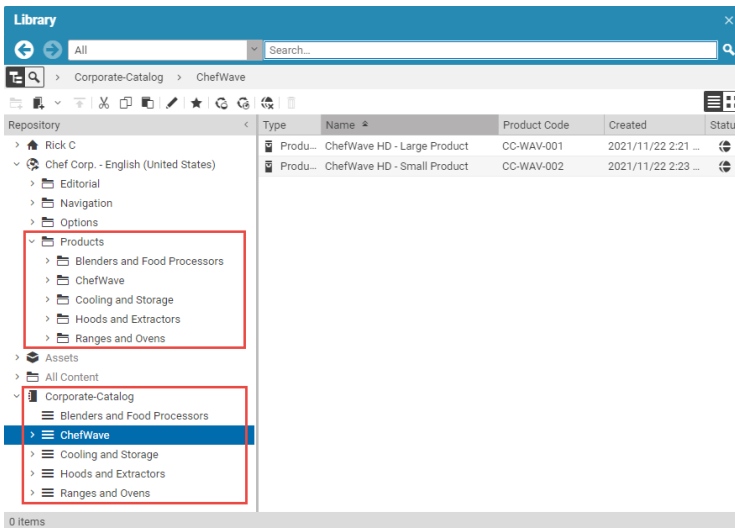 Library
All
Search...
> Corporate-Catalog > ChefWave
Repository
Type Name Product Code Created Statu
Rick C
Produ... ChefWave HD - Large Product CC-WAV-001 2021/11/22 2:21 ...
Chef Corp. - English (United States)
Produ... ChefWave HD - Small Product CC-WAV-002 2021/11/22 2:23 ...
Editorial
Navigation
Options
Products
Blenders and Food Processors
ChefWave
Cooling and Storage
Hoods and Extractors
Ranges and Ovens
Assets
All Content
Corporate-Catalog
Blenders and Food Processors
ChefWave
Cooling and Storage
Hoods and Extractors
Ranges and Ovens
0 items